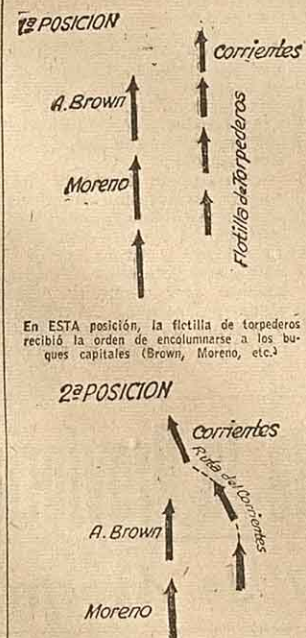 1ª POSICION
Corrientes
A. Brown
Moreno
Flotilla de Torpederos
En ESTA posición, la flotilla de torpederos
recibió la orden de encolumnarse a los bu-
ques capitales (Brown, Moreno, etc.)
2ª POSICION
Corrientes
Ruta del Corrientes
A. Brown
Moreno